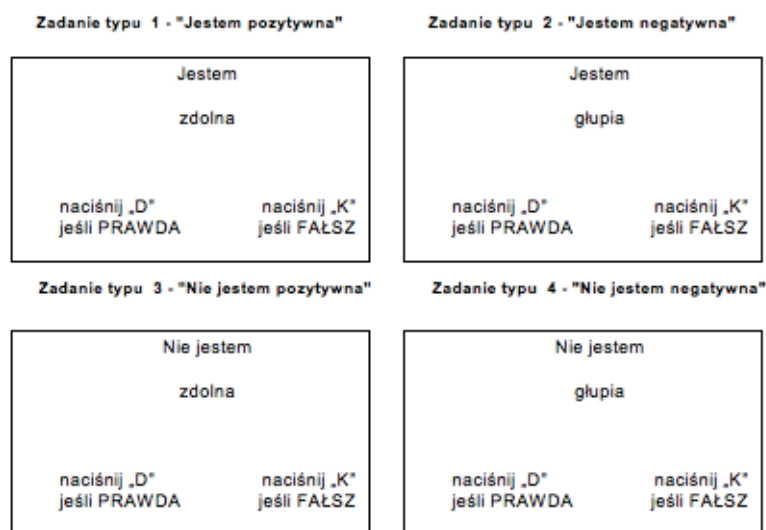 Zadanie typu 1 - "Jestem pozytywna"
Jestem
zdolna
naciśnij „D" naciśnij „K"
jeśli PRAWDA jeśli FAŁSZ
Zadanie typu 2 - "Jestem negatywna"
Jestem
głupia
naciśnij „D" naciśnij „K"
jeśli PRAWDA jeśli FAŁSZ
Zadanie typu 3 - "Nie jestem pozytywna"
Nie jestem
zdolna
naciśnij „D" naciśnij „K"
jeśli PRAWDA jeśli FAŁSZ
Zadanie typu 4 - "Nie jestem negatywna"
Nie jestem
głupia
naciśnij „D" naciśnij „K"
jeśli PRAWDA jeśli FAŁSZ